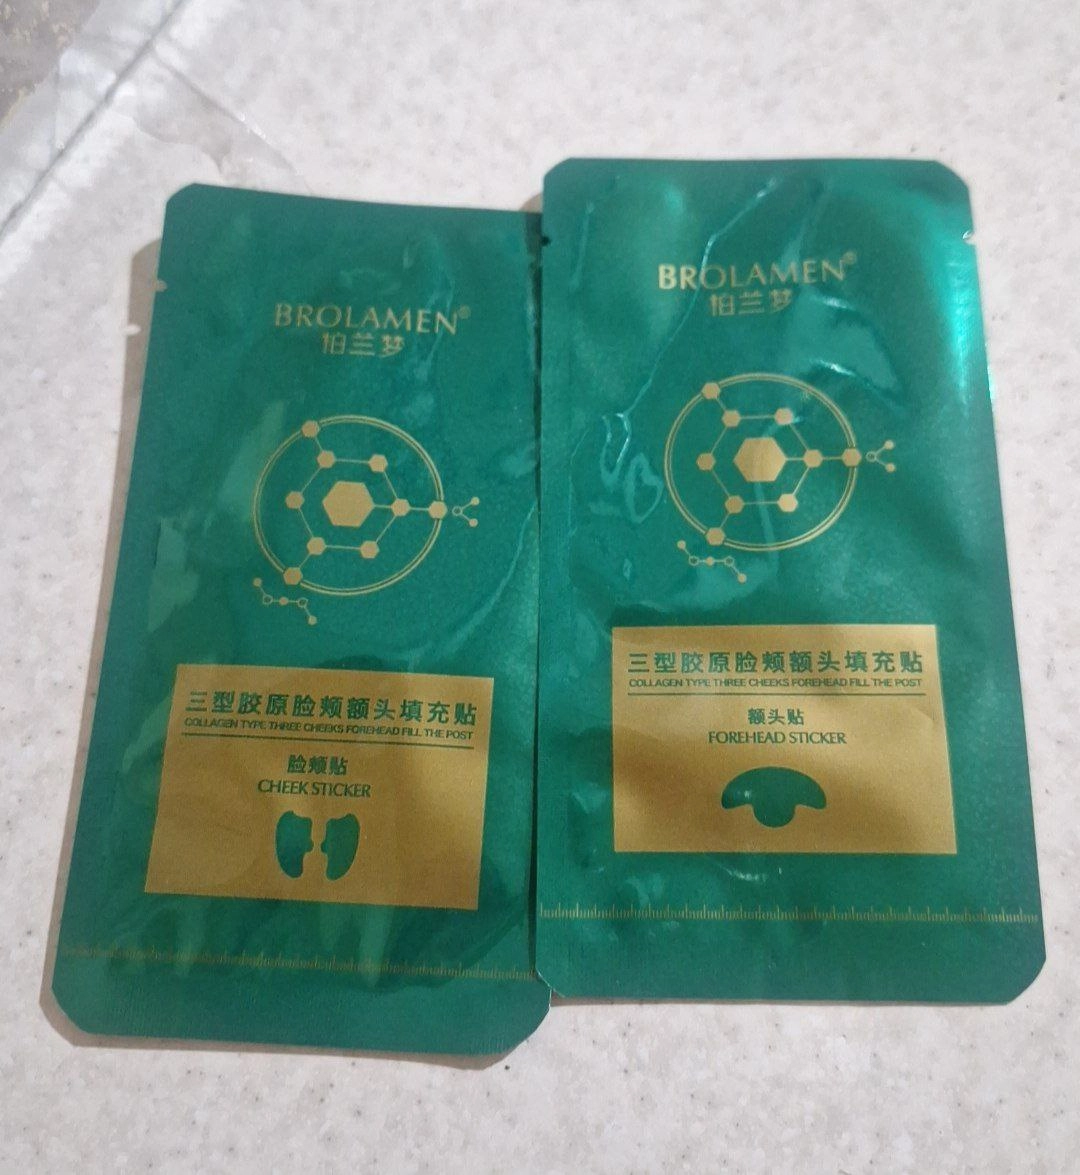 BROLAMEN®
柏兰梦
三型胶原脸颊额头填充贴
COLLAGEN TYPE THREE CHEEKS FOREHEAD FILL THE POST
脸颊贴
CHEEK STICKER
BROLAMEN®
柏兰梦
三型胶原脸颊额头填充贴
COLLAGEN TYPE THREE CHEEKS FOREHEAD FILL THE POST
额头贴
FOREHEAD STICKER